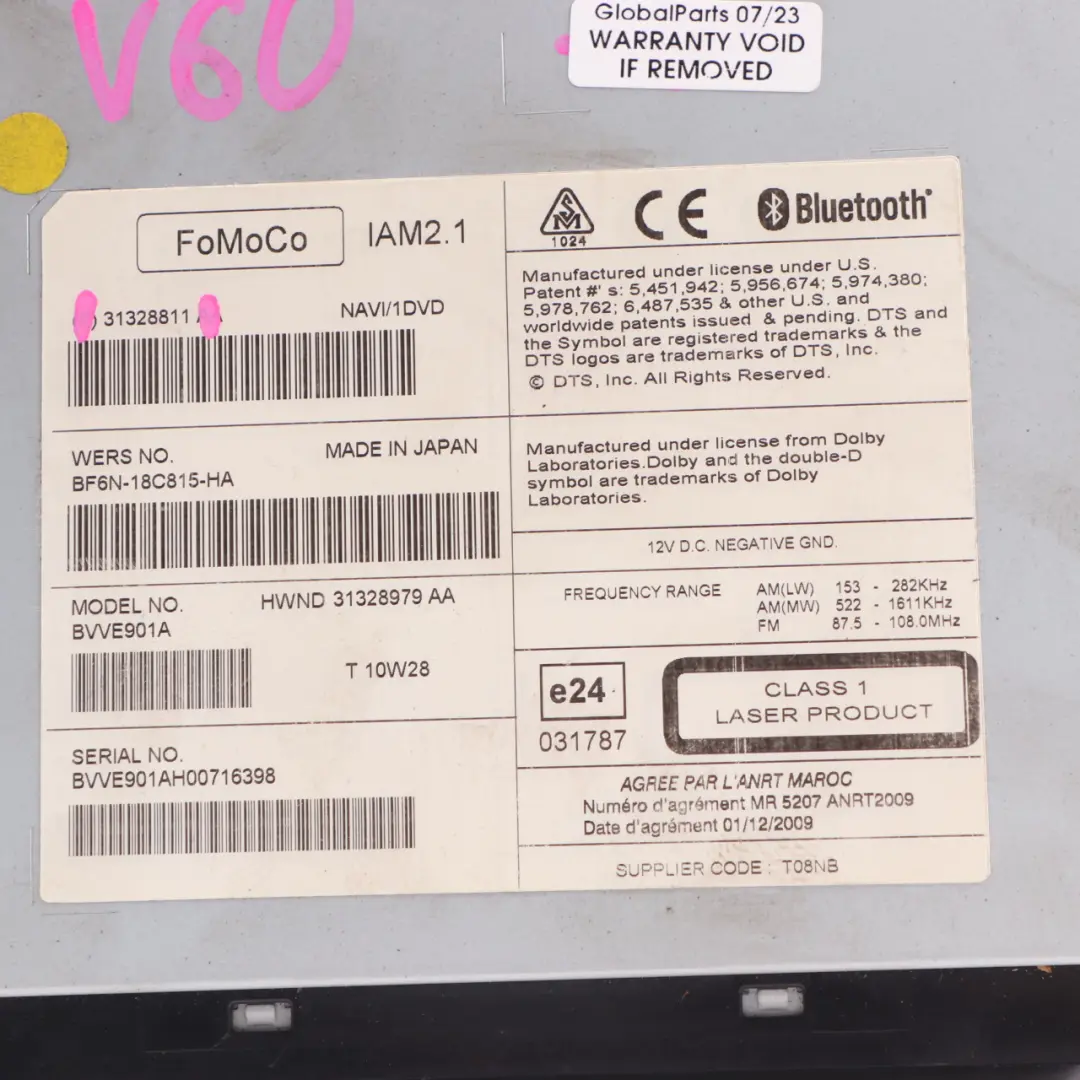 V60
GlobalParts 07/23
WARRANTY VOID
IF REMOVED
FoMoCo
IAM2.1
31328811
NAVI/1DVD
WERS NO.
MADE IN JAPAN
BF6N-18C815-HA
MODEL NO.
HWND 31328979 AA
BVVE901A
T 10W28
SERIAL NO.
BVVE901AH00716398
SM
1024
CE
Bluetooth
Manufactured under license under U.S.
Patent #' s: 5,451,942; 5,956,674; 5,974,380;
5,978,762; 6,487,535 & other U.S. and
worldwide patents issued & pending. DTS and
the Symbol are registered trademarks & the
DTS logos are trademarks of DTS, Inc.
© DTS, Inc. All Rights Reserved.
Manufactured under license from Dolby
Laboratories.Dolby and the double-D
symbol are trademarks of Dolby
Laboratories.
12V D.C. NEGATIVE GND.
FREQUENCY RANGE
AM(LW) 153 - 282KHz
AM(MW) 522 - 1611KHz
FM 87.5 - 108.0MHz
e24
031787
CLASS 1
LASER PRODUCT
AGREE PAR L'ANRT MAROC
Numéro d'agrément MR 5207 ANRT2009
Date d'agrément 01/12/2009
SUPPLIER CODE : T08NB